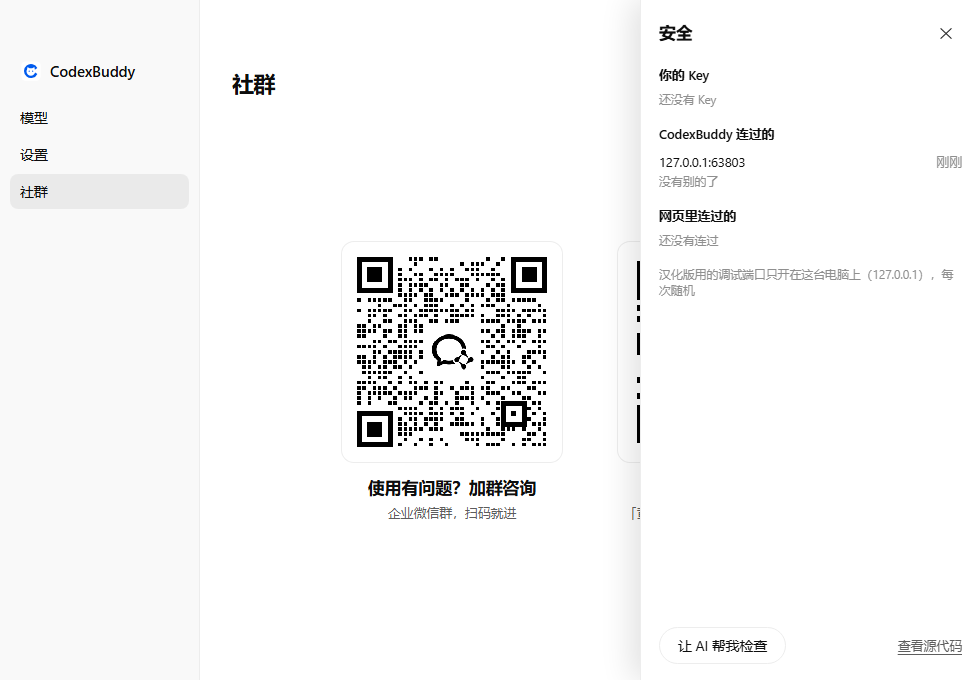 CodexBuddy
模型
设置
社群
社群
使用有问题？加群咨询
企业微信群，扫码就进
安全
你的 Key
还没有 Key
CodexBuddy 连过的
127.0.0.1:63803
刚刚
没有别的了
网页里连过的
还没有连过
汉化版用的调试端口只开在这台电脑上（127.0.0.1），每
次随机
让 AI 帮我检查
查看源代码